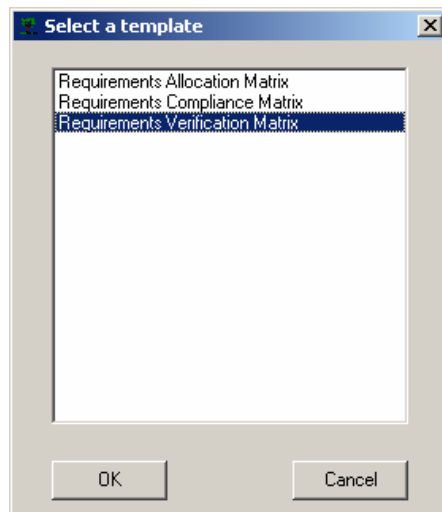 Select a template
Requirements Allocation Matrix
Requirements Compliance Matrix
Requirements Verification Matrix
OK
Cancel